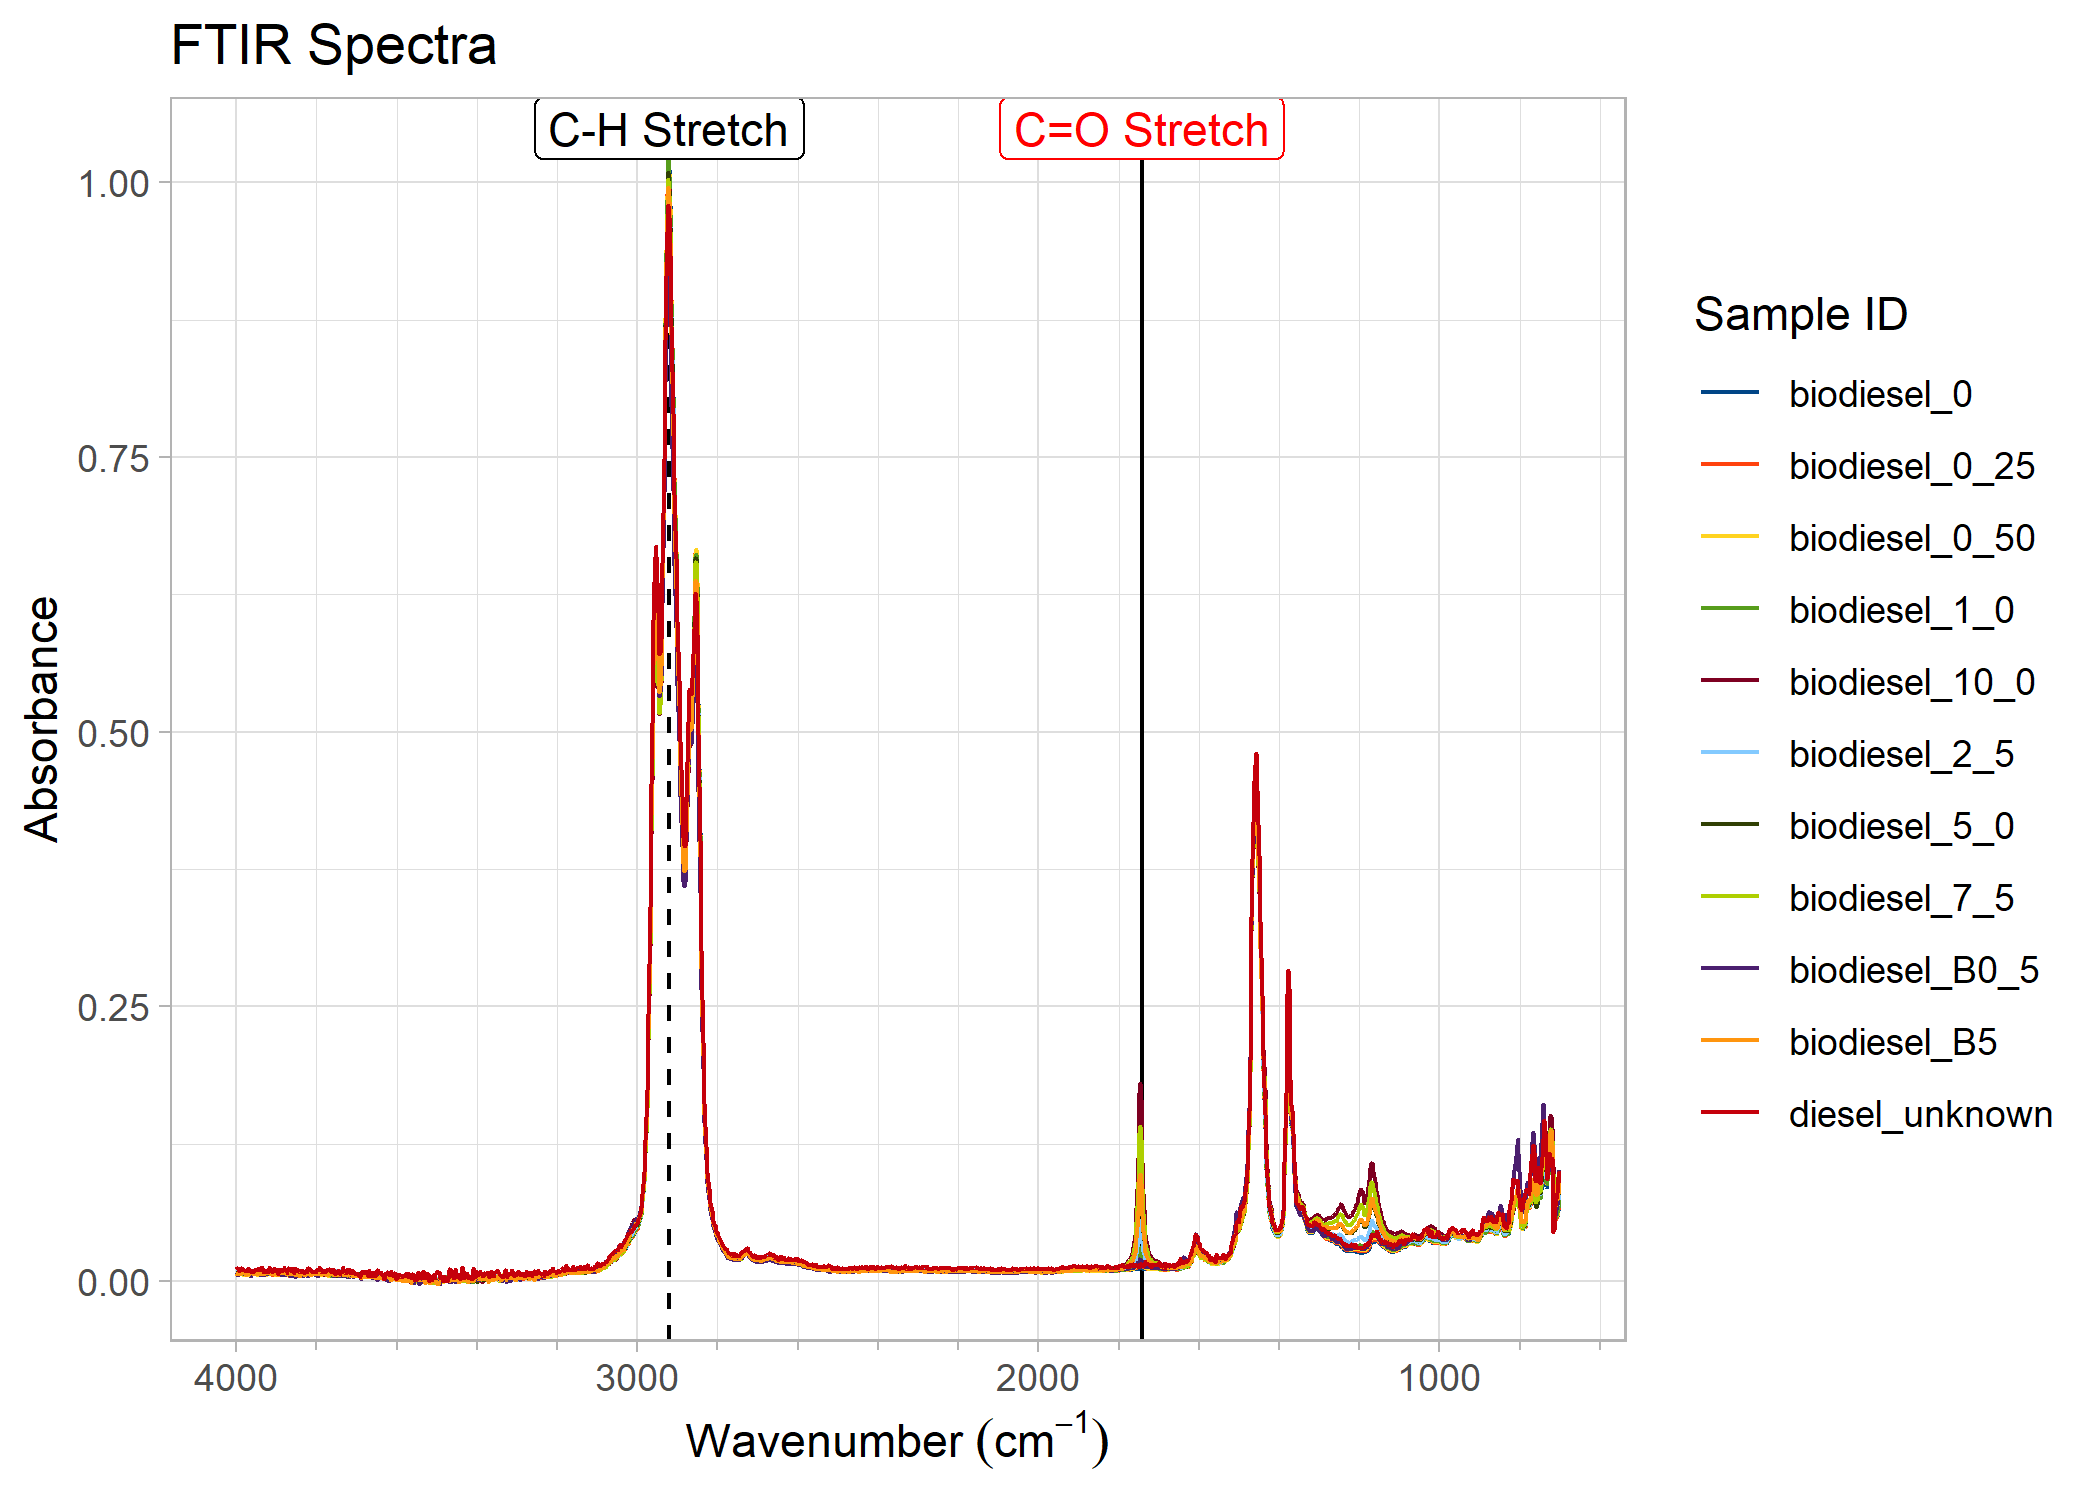 FTIR Spectra
C-H Stretch
C=O Stretch
1.00
0.75
0.50
0.25
0.00
Absorbance
4000
3000
2000
1000
Wavenumber (cm⁻¹)
Sample ID
biodiesel_0
biodiesel_0_25
biodiesel_0_50
biodiesel_1_0
biodiesel_10_0
biodiesel_2_5
biodiesel_5_0
biodiesel_7_5
biodiesel_B0_5
biodiesel_B5
diesel_unknown